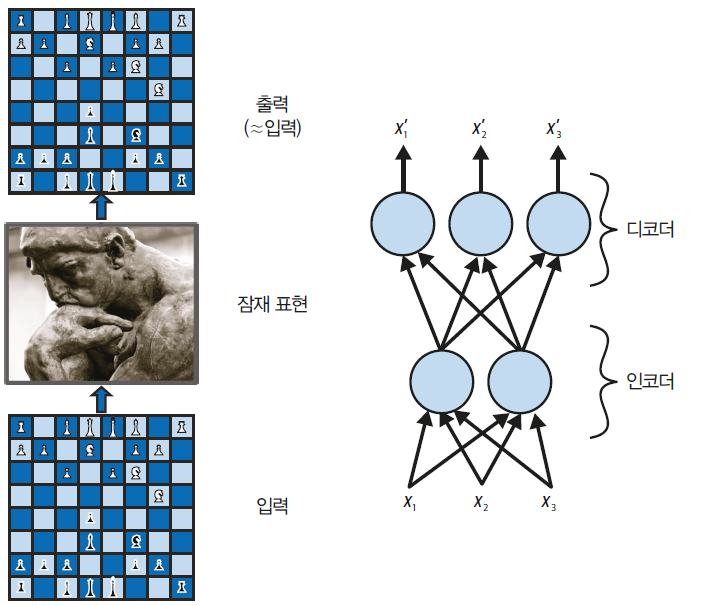 출력
(≈입력)
x′₁ x′₂ x′₃
디코더
잠재 표현
인코더
입력
x₁ x₂ x₃